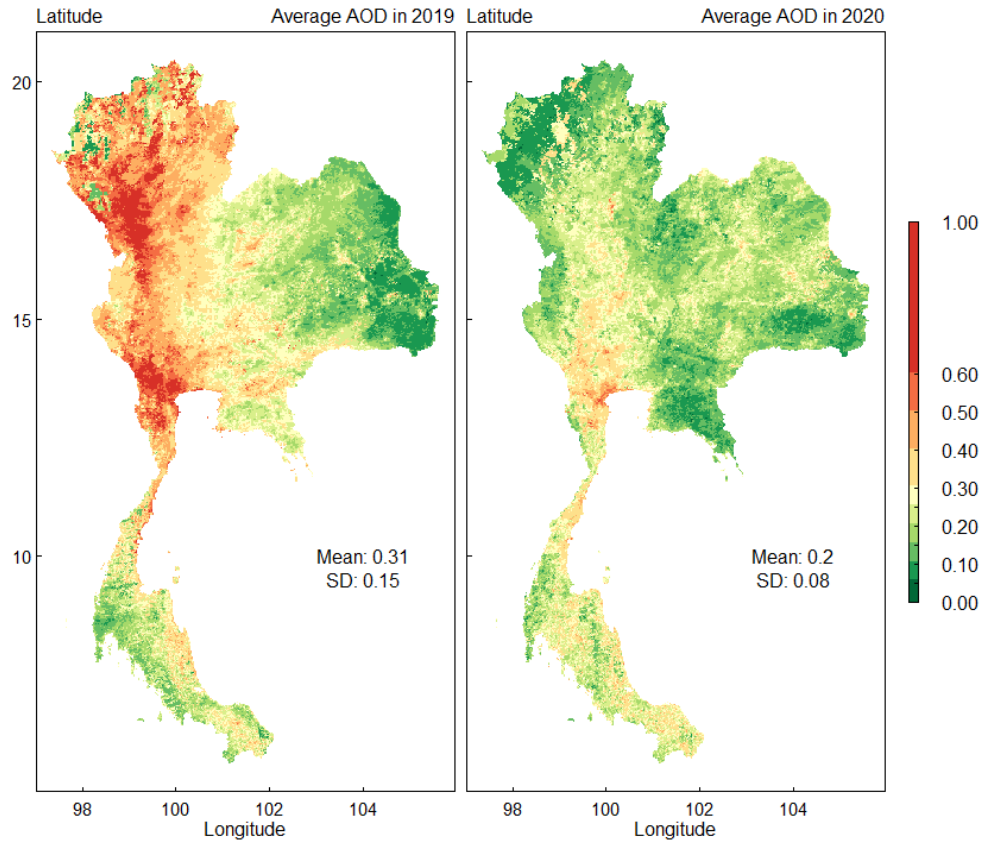 Latitude
Average AOD in 2019
Latitude
Average AOD in 2020
20
15
10
Mean: 0.31
SD: 0.15
Mean: 0.2
SD: 0.08
1.00
0.60
0.50
0.40
0.30
0.20
0.10
0.00
98 100 102 104
98 100 102 104
Longitude
Longitude